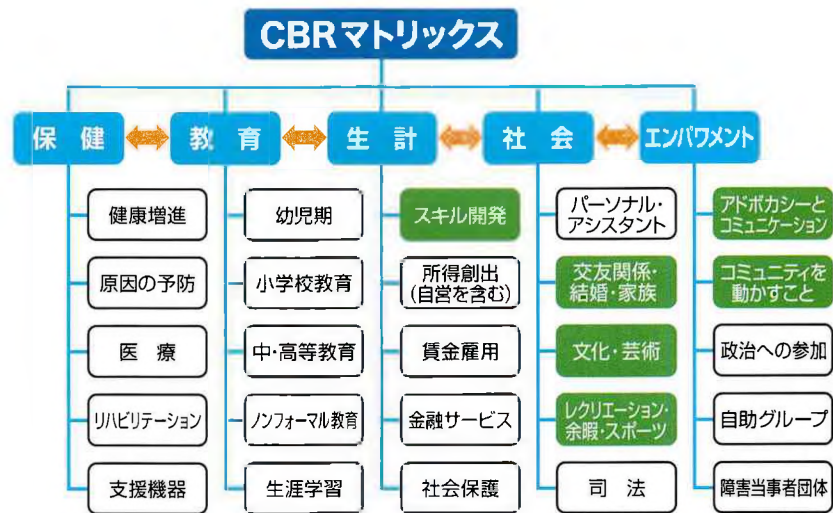 CBRマトリックス
保健
教育
生計
社会
エンパワメント
健康増進
原因の予防
医療
リハビリテーション
支援機器
幼児期
小学校教育
中・高等教育
ノンフォーマル教育
生涯学習
スキル開発
所得創出
(自営を含む)
賃金雇用
金融サービス
社会保護
パーソナル・
アシスタント
交友関係・
結婚・家族
文化・芸術
レクリエーション・
余暇・スポーツ
司法
アドボカシーと
コミュニケーション
コミュニティを
動かすこと
政治への参加
自助グループ
障害当事者団体